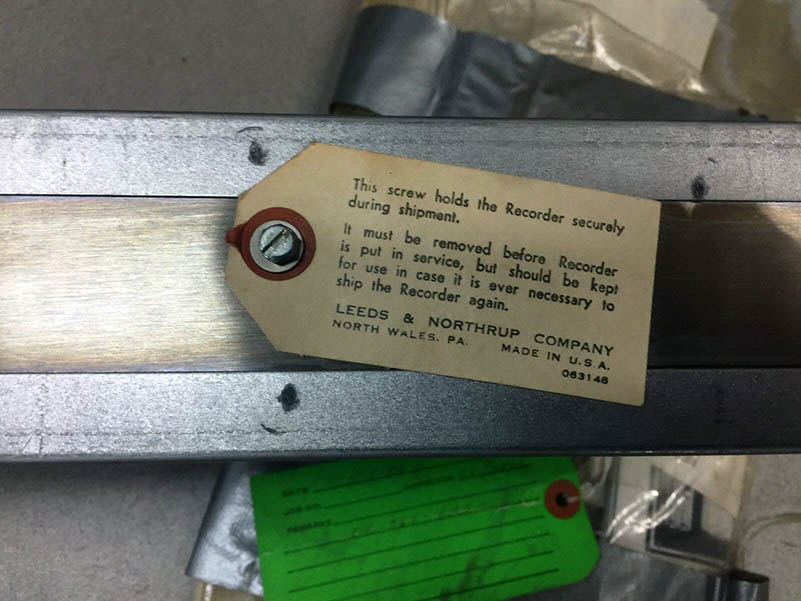 This screw holds the Recorder securely
during shipment.
It must be removed before Recorder
is put in service, but should be kept
for use in case it is ever necessary to
ship the Recorder again.
LEEDS & NORTHRUP COMPANY
NORTH WALES, PA. MADE IN U.S.A.
063148
DATE
JOB NO.
REMARKS